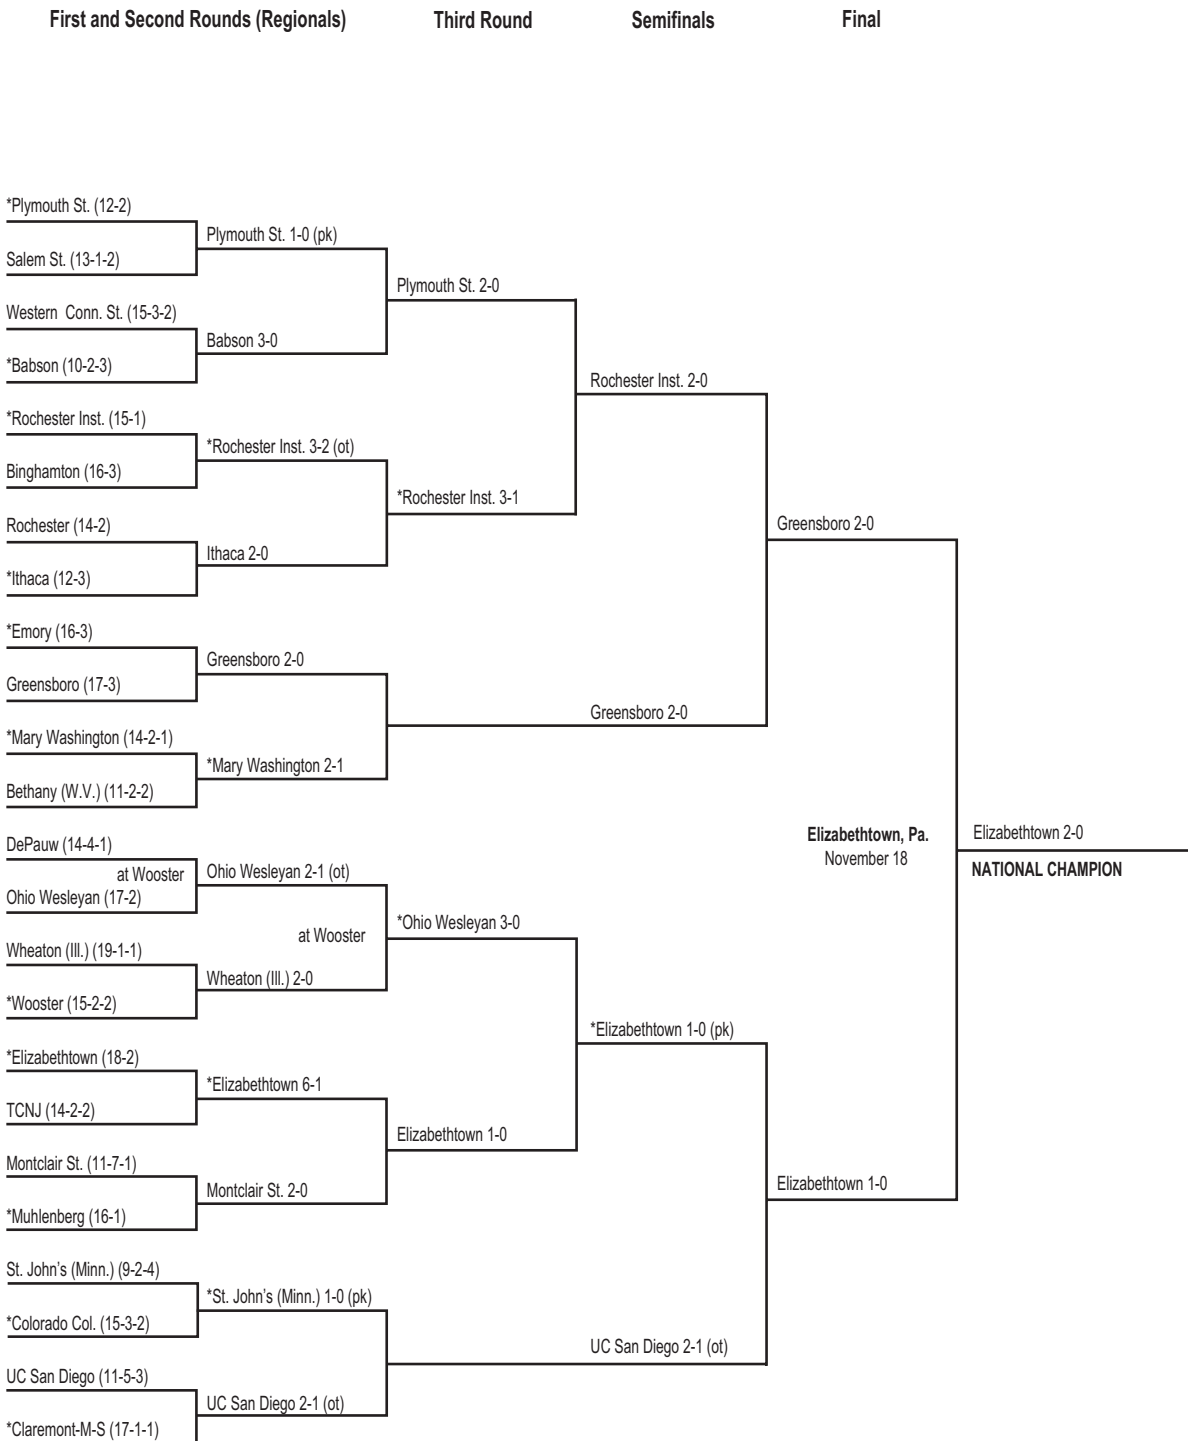 First and Second Rounds (Regionals) Third Round Semifinals Final
*Plymouth St. (12-2)
Plymouth St. 1-0 (pk)
Salem St. (13-1-2)
Plymouth St. 2-0
Western Conn. St. (15-3-2)
Babson 3-0
*Babson (10-2-3)
Rochester Inst. 2-0
*Rochester Inst. (15-1)
*Rochester Inst. 3-2 (ot)
Binghamton (16-3)
*Rochester Inst. 3-1
Rochester (14-2)
Greensboro 2-0
Ithaca 2-0
*Ithaca (12-3)
*Emory (16-3)
Greensboro 2-0
Greensboro (17-3)
Greensboro 2-0
*Mary Washington (14-2-1)
*Mary Washington 2-1
Bethany (W.V.) (11-2-2)
Elizabethtown, Pa.
November 18
Elizabethtown 2-0
NATIONAL CHAMPION
DePauw (14-4-1)
at Wooster
Ohio Wesleyan 2-1 (ot)
Ohio Wesleyan (17-2)
*Ohio Wesleyan 3-0
at Wooster
Wheaton (Ill.) (19-1-1)
Wheaton (Ill.) 2-0
*Wooster (15-2-2)
*Elizabethtown 1-0 (pk)
*Elizabethtown (18-2)
*Elizabethtown 6-1
TCNJ (14-2-2)
Elizabethtown 1-0
Montclair St. (11-7-1)
Elizabethtown 1-0
Montclair St. 2-0
*Muhlenberg (16-1)
St. John's (Minn.) (9-2-4)
*St. John's (Minn.) 1-0 (pk)
*Colorado Col. (15-3-2)
UC San Diego 2-1 (ot)
UC San Diego (11-5-3)
UC San Diego 2-1 (ot)
*Claremont-M-S (17-1-1)